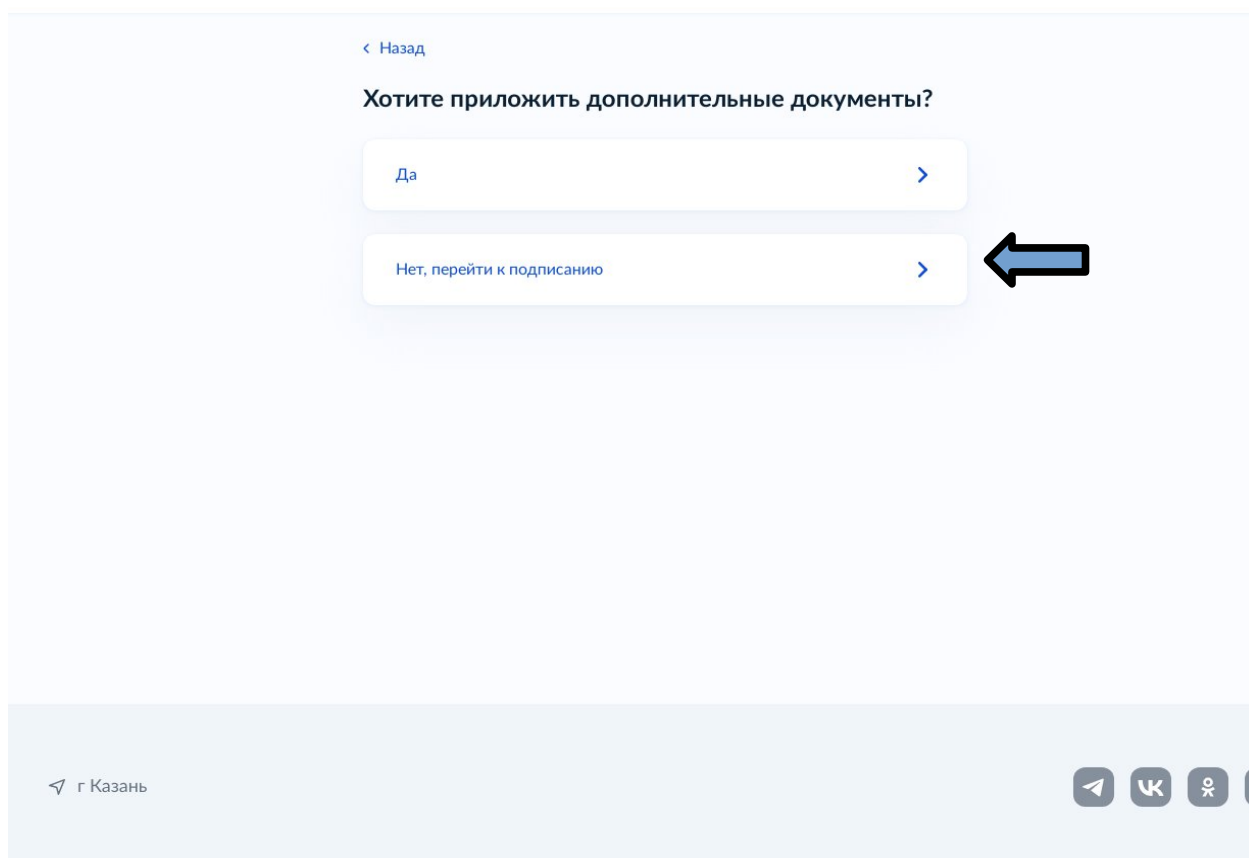 Назад
Хотите приложить дополнительные документы?
Да
Нет, перейти к подписанию
г Казань